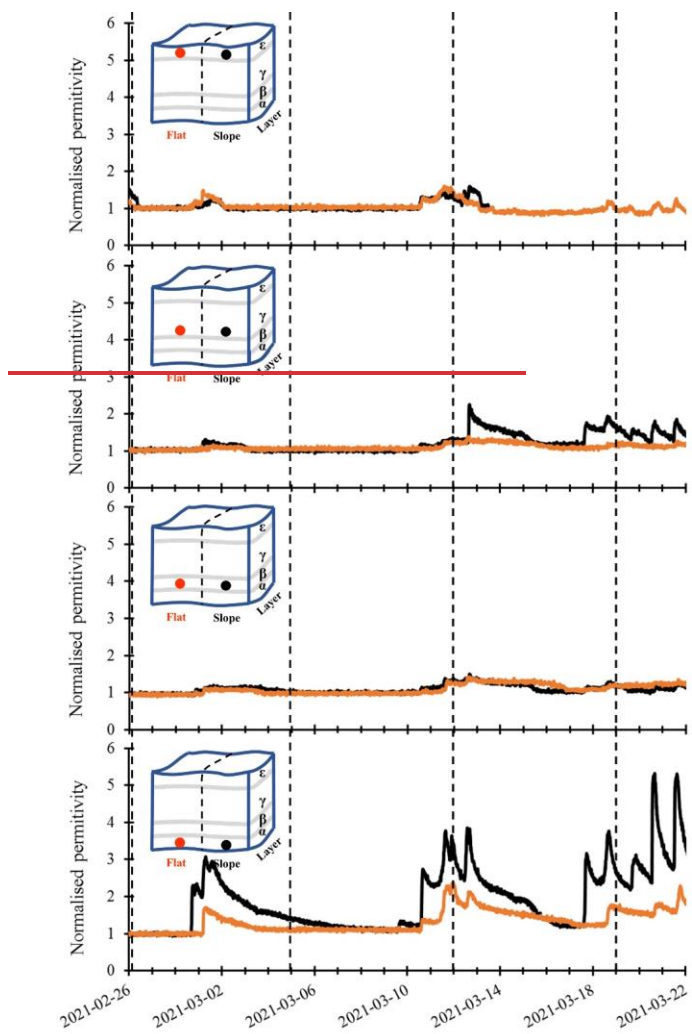 6
5
4
3
2
1
0
Normalised permitivity
ε
γ
β
α
Layer
Flat
Slope
6
5
4
3
2
1
0
Normalised permitivity
ε
γ
β
α
Layer
Flat
Slope
6
5
4
3
2
1
0
Normalised permitivity
ε
γ
β
α
Layer
Flat
Slope
6
5
4
3
2
1
0
Normalised permitivity
ε
γ
β
α
Layer
Flat
Slope
2021-02-26
2021-03-02
2021-03-06
2021-03-10
2021-03-14
2021-03-18
2021-03-22